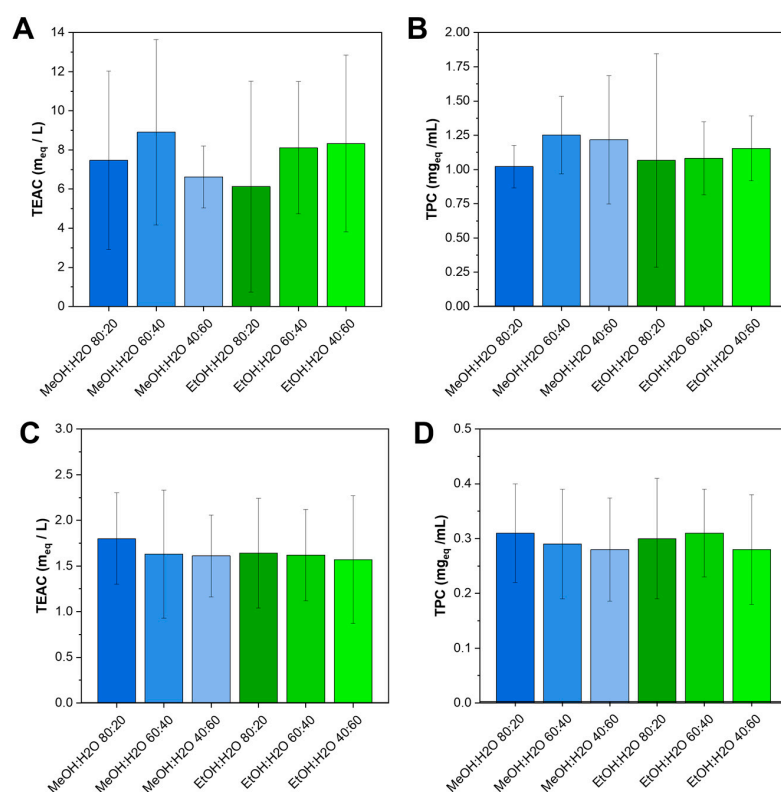 A
TEAC (meq / L)
14
12
10
8
6
4
2
0
MeOH:H2O 80:20
MeOH:H2O 60:40
MeOH:H2O 40:60
EtOH:H2O 80:20
EtOH:H2O 60:40
EtOH:H2O 40:60
B
TPC (mgeq /mL)
2.00
1.75
1.50
1.25
1.00
0.75
0.50
1.25
0.00
MeOH:H2O 80:20
MeOH:H2O 60:40
MeOH:H2O 40:60
EtOH:H2O 80:20
EtOH:H2O 60:40
EtOH:H2O 40:60
C
TEAC (meq / L)
3.0
2.5
2.0
1.5
1.0
0.5
0.0
MeOH:H2O 80:20
MeOH:H2O 60:40
MeOH:H2O 40:60
EtOH:H2O 80:20
EtOH:H2O 60:40
EtOH:H2O 40:60
D
TPC (mgeq /mL)
0.5
0.4
0.3
0.2
0.1
0.0
MeOH:H2O 80:20
MeOH:H2O 60:40
MeOH:H2O 40:60
EtOH:H2O 80:20
EtOH:H2O 60:40
EtOH:H2O 40:60